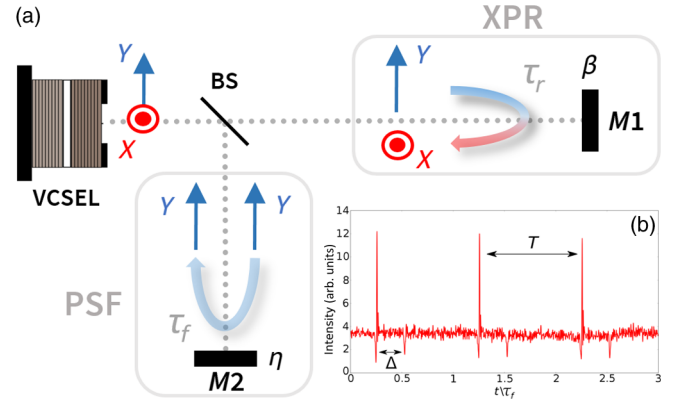 (a)
XPR
Y
BS
Y
τr
β
X
X
M1
VCSEL
Y
Y
PSF
τf
η
M2
(b)
14
12
10
8
6
4
2
0
Intensity (arb. units)
T
Δ
0
0.5
1
1.5
2
2.5
3
t\τf